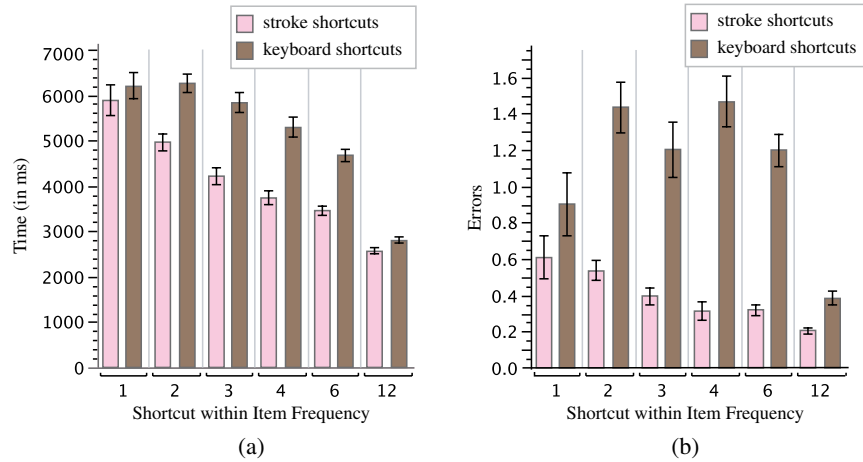 stroke shortcuts
keyboard shortcuts
7000
6000
5000
4000
3000
2000
1000
0
Time (in ms)
1 2 3 4 6 12
Shortcut within Item Frequency
(a)
stroke shortcuts
keyboard shortcuts
1.6
1.4
1.2
1.0
0.8
0.6
0.4
0.2
0.0
Errors
1 2 3 4 6 12
Shortcut within Item Frequency
(b)